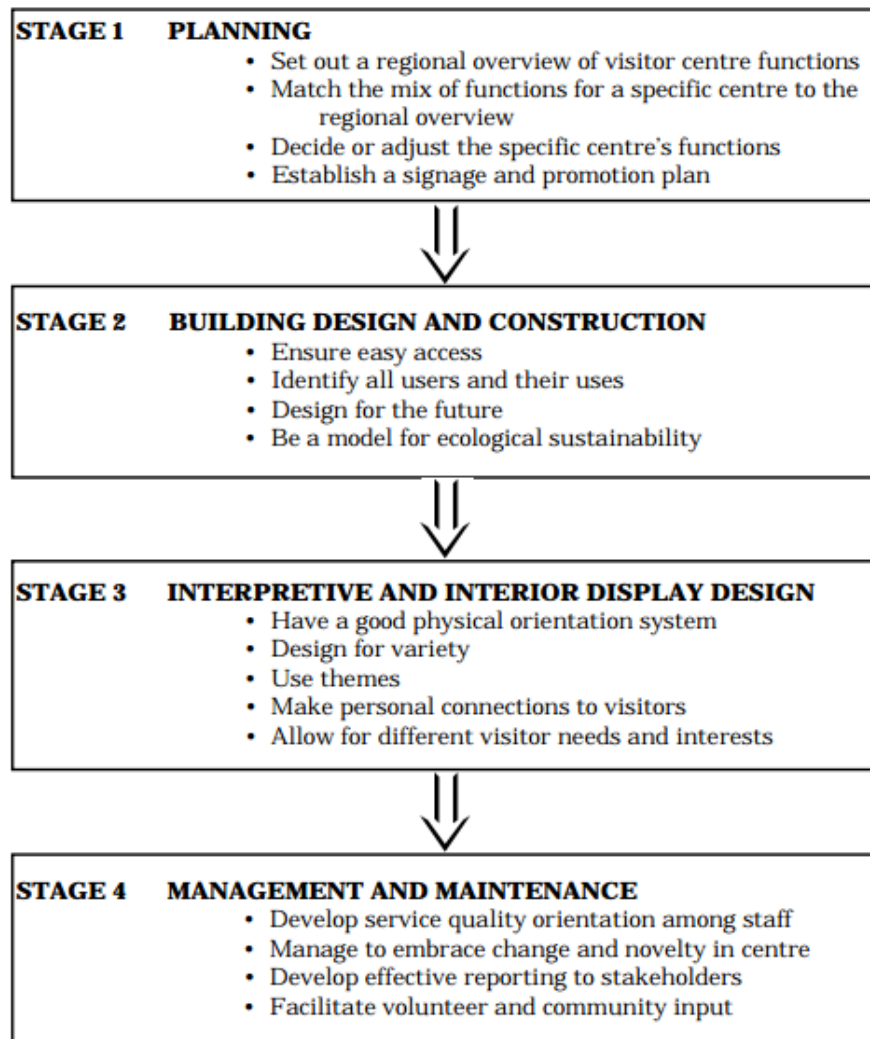 STAGE 1 PLANNING
• Set out a regional overview of visitor centre functions
• Match the mix of functions for a specific centre to the
regional overview
• Decide or adjust the specific centre's functions
• Establish a signage and promotion plan
STAGE 2 BUILDING DESIGN AND CONSTRUCTION
• Ensure easy access
• Identify all users and their uses
• Design for the future
• Be a model for ecological sustainability
STAGE 3 INTERPRETIVE AND INTERIOR DISPLAY DESIGN
• Have a good physical orientation system
• Design for variety
• Use themes
• Make personal connections to visitors
• Allow for different visitor needs and interests
STAGE 4 MANAGEMENT AND MAINTENANCE
• Develop service quality orientation among staff
• Manage to embrace change and novelty in centre
• Develop effective reporting to stakeholders
• Facilitate volunteer and community input